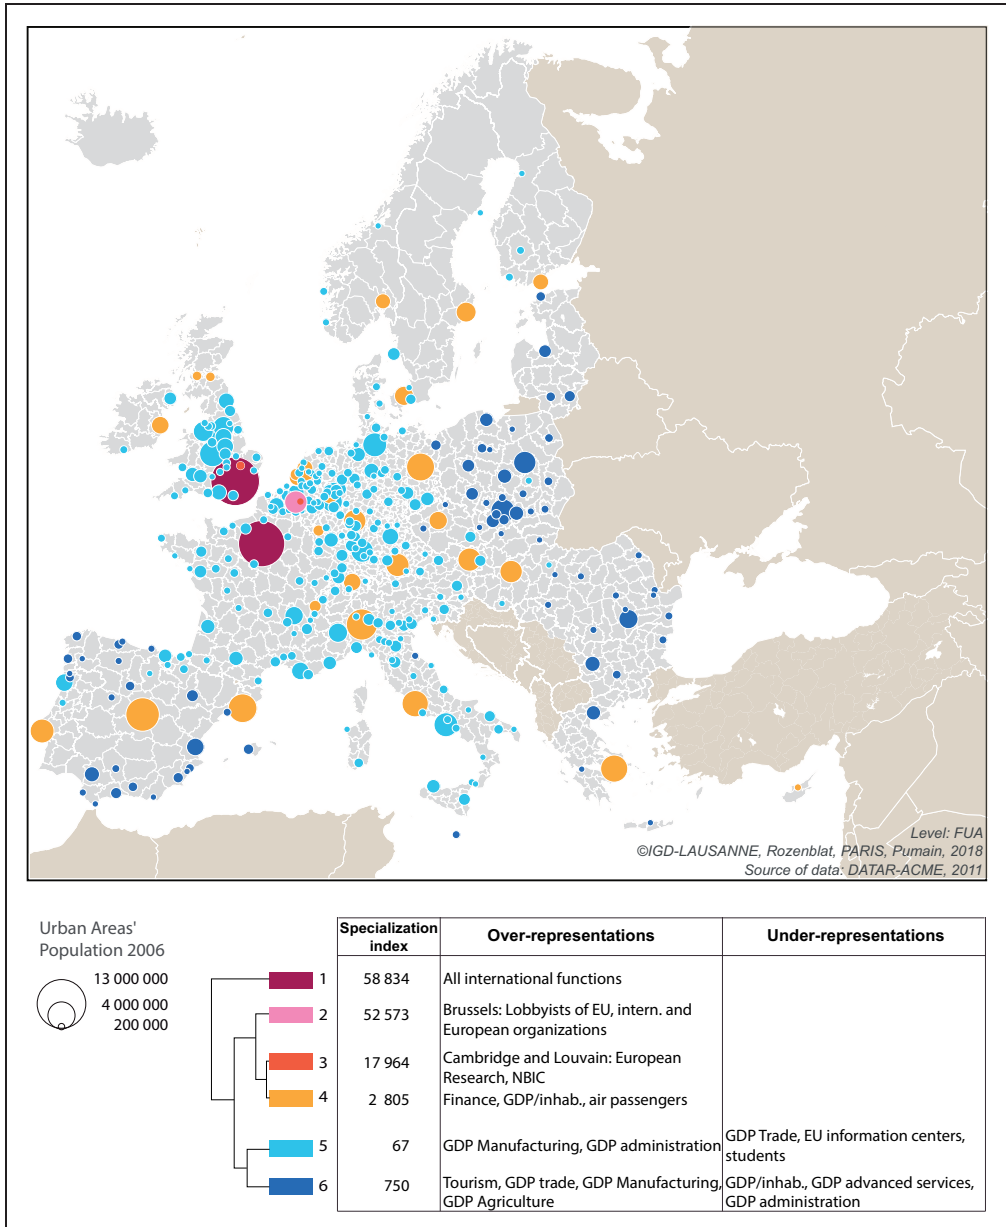 Level: FUA
©IGD-LAUSANNE, Rozenblat, PARIS, Pumain, 2018
Source of data: DATAR-ACME, 2011
Urban Areas'
Population 2006
13 000 000
4 000 000
200 000
Specialization
index
Over-representations
Under-representations
1
58 834
All international functions
2
52 573
Brussels: Lobbyists of EU, intern. and
European organizations
3
17 964
Cambridge and Louvain: European
Research, NBIC
4
2 805
Finance, GDP/inhab., air passengers
5
67
GDP Manufacturing, GDP administration
GDP Trade, EU information centers,
students
6
750
Tourism, GDP trade, GDP Manufacturing,
GDP Agriculture
GDP/inhab., GDP advanced services,
GDP administration